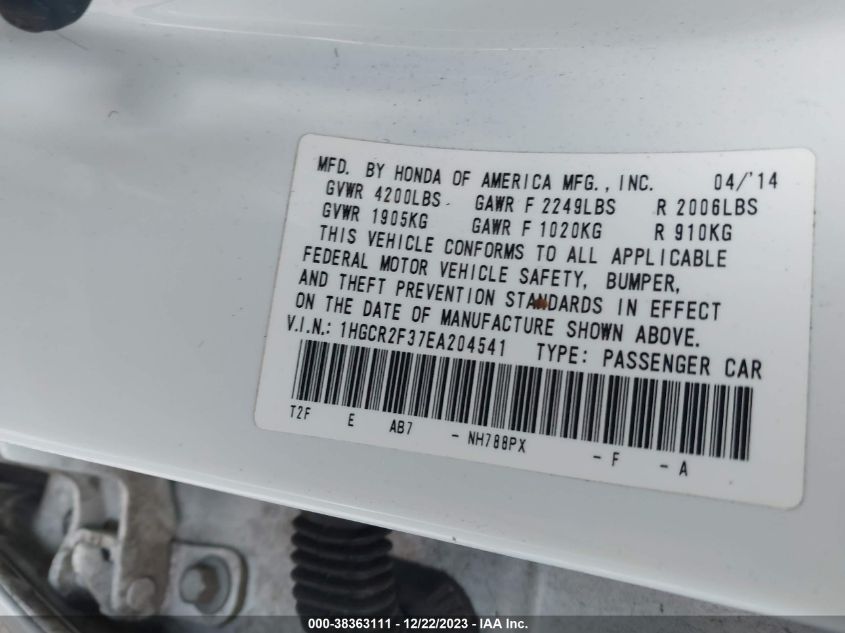 MFD. BY HONDA OF AMERICA MFG., INC. 04/'14
GVWR 4200LBS GAWR F 2249LBS R 2006LBS
GVWR 1905KG GAWR F 1020KG R 910KG
THIS VEHICLE CONFORMS TO ALL APPLICABLE
FEDERAL MOTOR VEHICLE SAFETY, BUMPER,
AND THEFT PREVENTION STANDARDS IN EFFECT
ON THE DATE OF MANUFACTURE SHOWN ABOVE.
V.I.N.: 1HGCR2F37EA204541 TYPE: PASSENGER CAR
T2F E AB7 - NH788PX - F - A
000-38363111 - 12/22/2023 - IAA Inc.